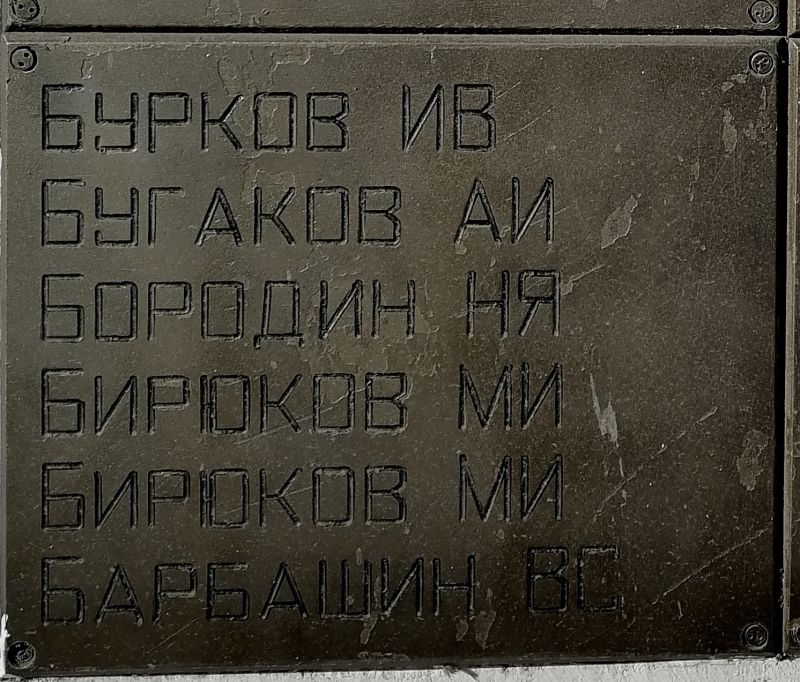 БУРКОВ ИВ
БУГАКОВ АИ
БОРОДИН НЯ
БИРЮКОВ МИ
БИРЮКОВ МИ
БАРБАШИН ВС